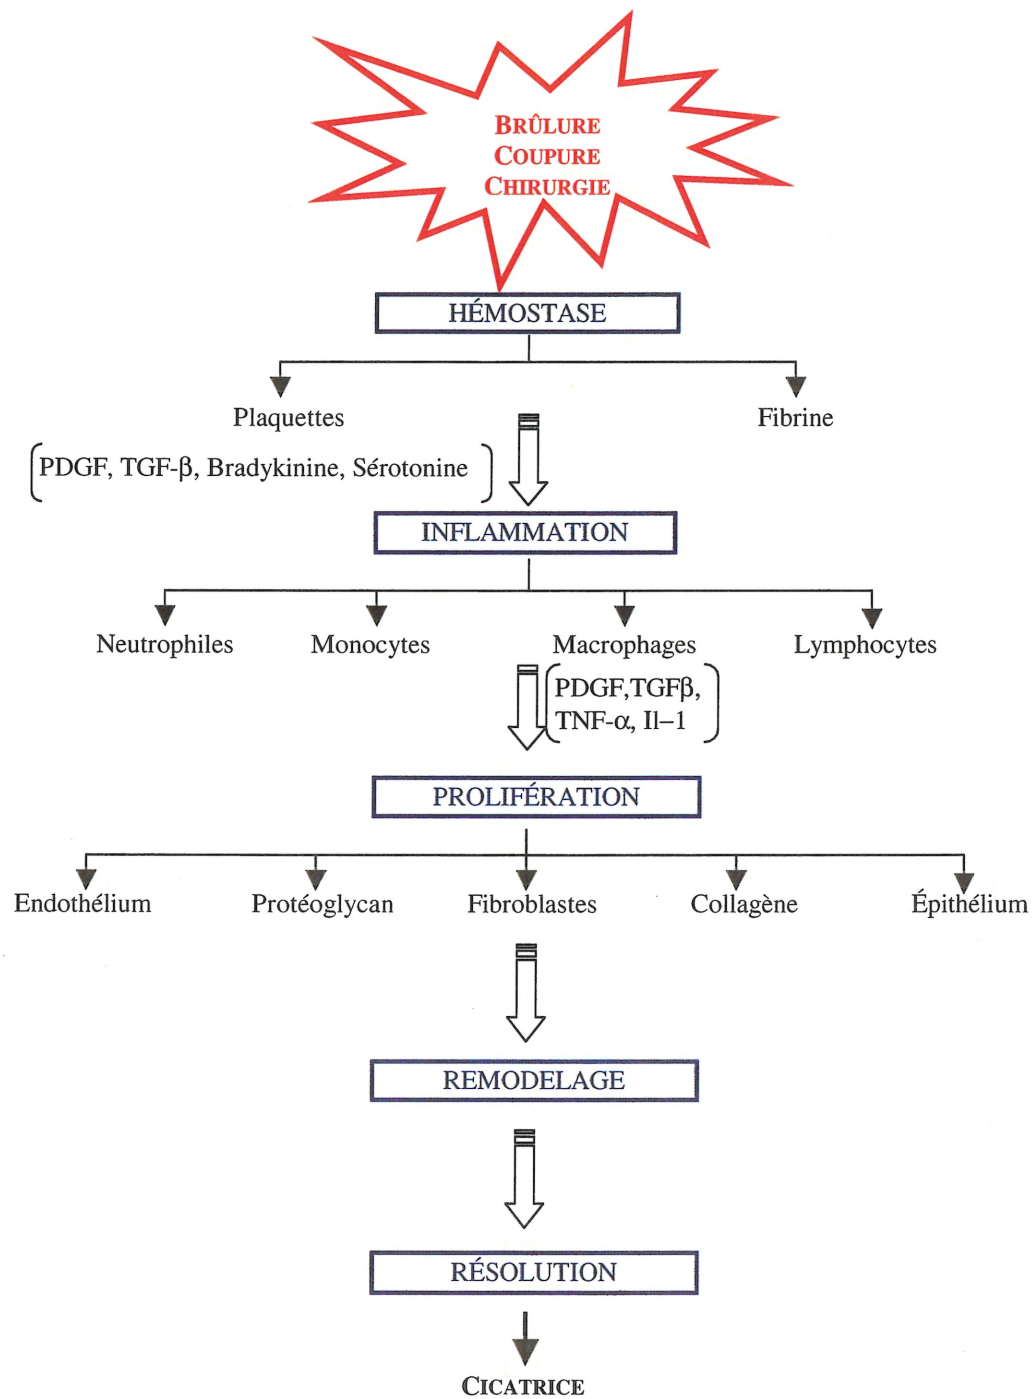 BRÛLURE
COUPURE
CHIRURGIE
HÉMOSTASE
Plaquettes
Fibrine
PDGF, TGF-β, Bradykinine, Sérotonine
INFLAMMATION
Neutrophiles
Monocytes
Macrophages
Lymphocytes
PDGF,TGFβ,
TNF-α, Il–1
PROLIFÉRATION
Endothélium
Protéoglycan
Fibroblastes
Collagène
Épithélium
REMODELAGE
RÉSOLUTION
CICATRICE